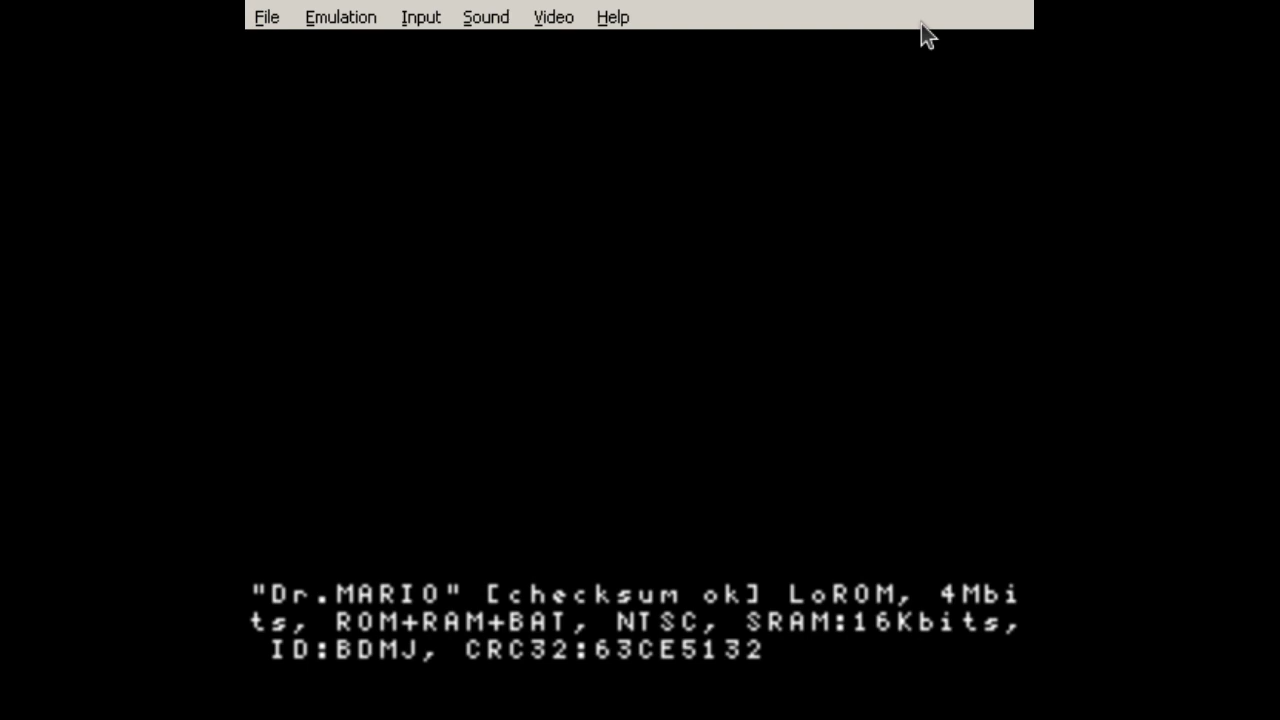 File Emulation Input Sound Video Help
"Dr.MARIO" [checksum ok] LoROM, 4Mbi
ts, ROM+RAM+BAT, NTSC, SRAM:16Kbits,
ID:BDMJ, CRC32:63CE5132